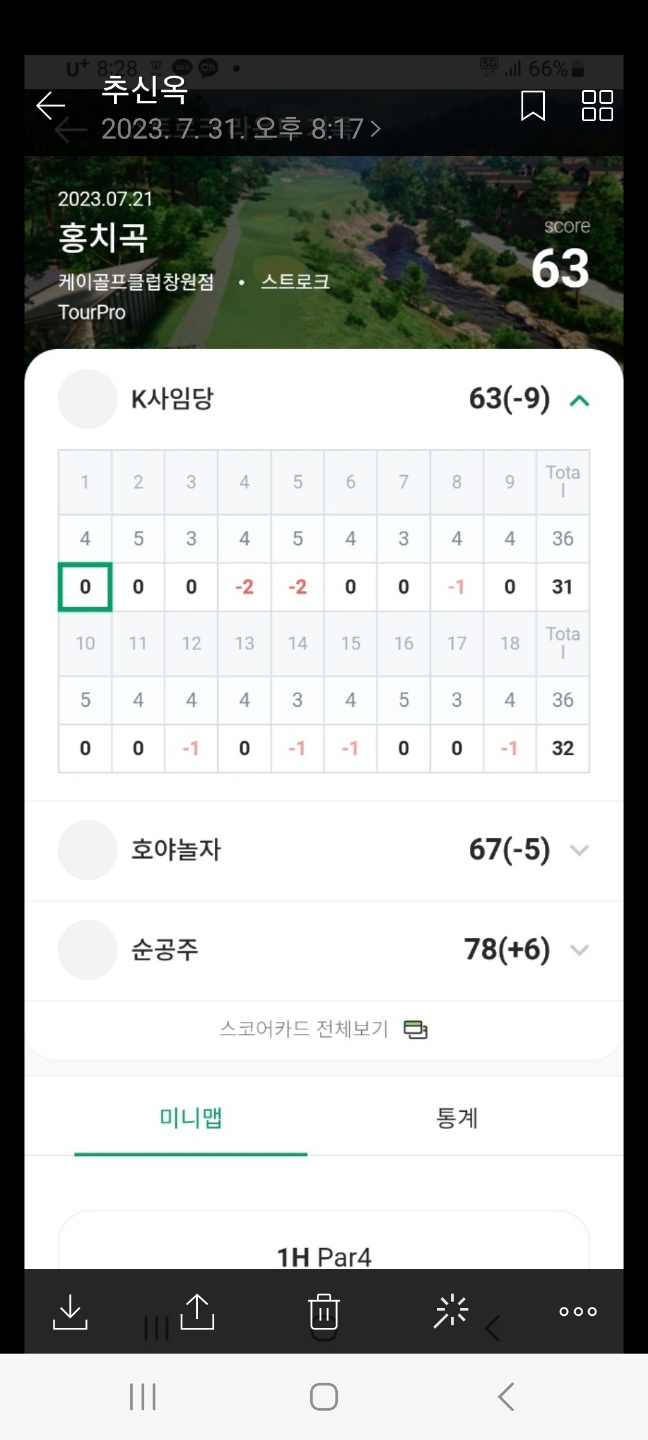 U+ 8:28 66%
추신옥
2023. 7. 31. 오후 8:17
2023.07.21
홍치곡
케이골프클럽창원점 • 스트로크
TourPro
score
63
K사임당 63(-9)
1 2 3 4 5 6 7 8 9 Total
4 5 3 4 5 4 3 4 4 36
0 0 0 -2 -2 0 0 -1 0 31
10 11 12 13 14 15 16 17 18 Total
5 4 4 4 3 4 5 3 4 36
0 0 -1 0 -1 -1 0 0 -1 32
호야놀자 67(-5)
순공주 78(+6)
스코어카드 전체보기
미니맵 통계
1H Par4